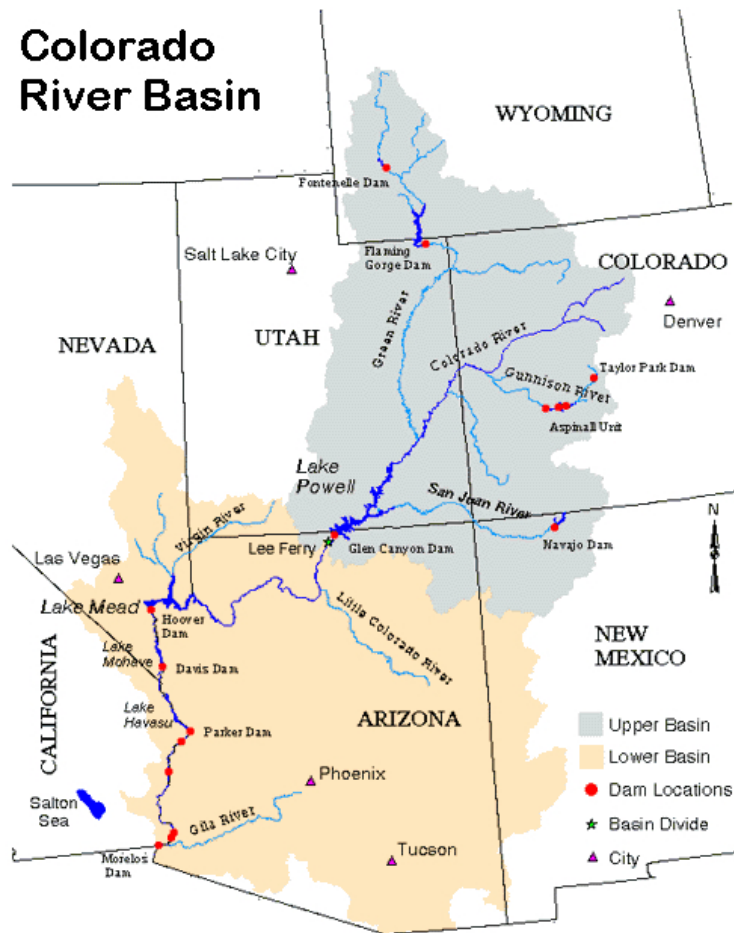 Colorado
River Basin
WYOMING
Fontenelle Dam
Flaming
Gorge Dam
Salt Lake City
COLORADO
Denver
NEVADA
UTAH
Green River
Colorado River
Taylor Park Dam
Gunnison River
Aspinall Unit
Lake
Powell
San Juan River
Virgin River
Lee Ferry
Glen Canyon Dam
Navajo Dam
N
Las Vegas
Lake Mead
Hoover
Dam
Little Colorado River
Lake
Mohave
Davis Dam
NEW
MEXICO
CALIFORNIA
Lake
Havasu
Parker Dam
ARIZONA
Upper Basin
Lower Basin
Phoenix
Dam Locations
Salton
Sea
Gila River
Basin Divide
Morelos
Dam
Tucson
City